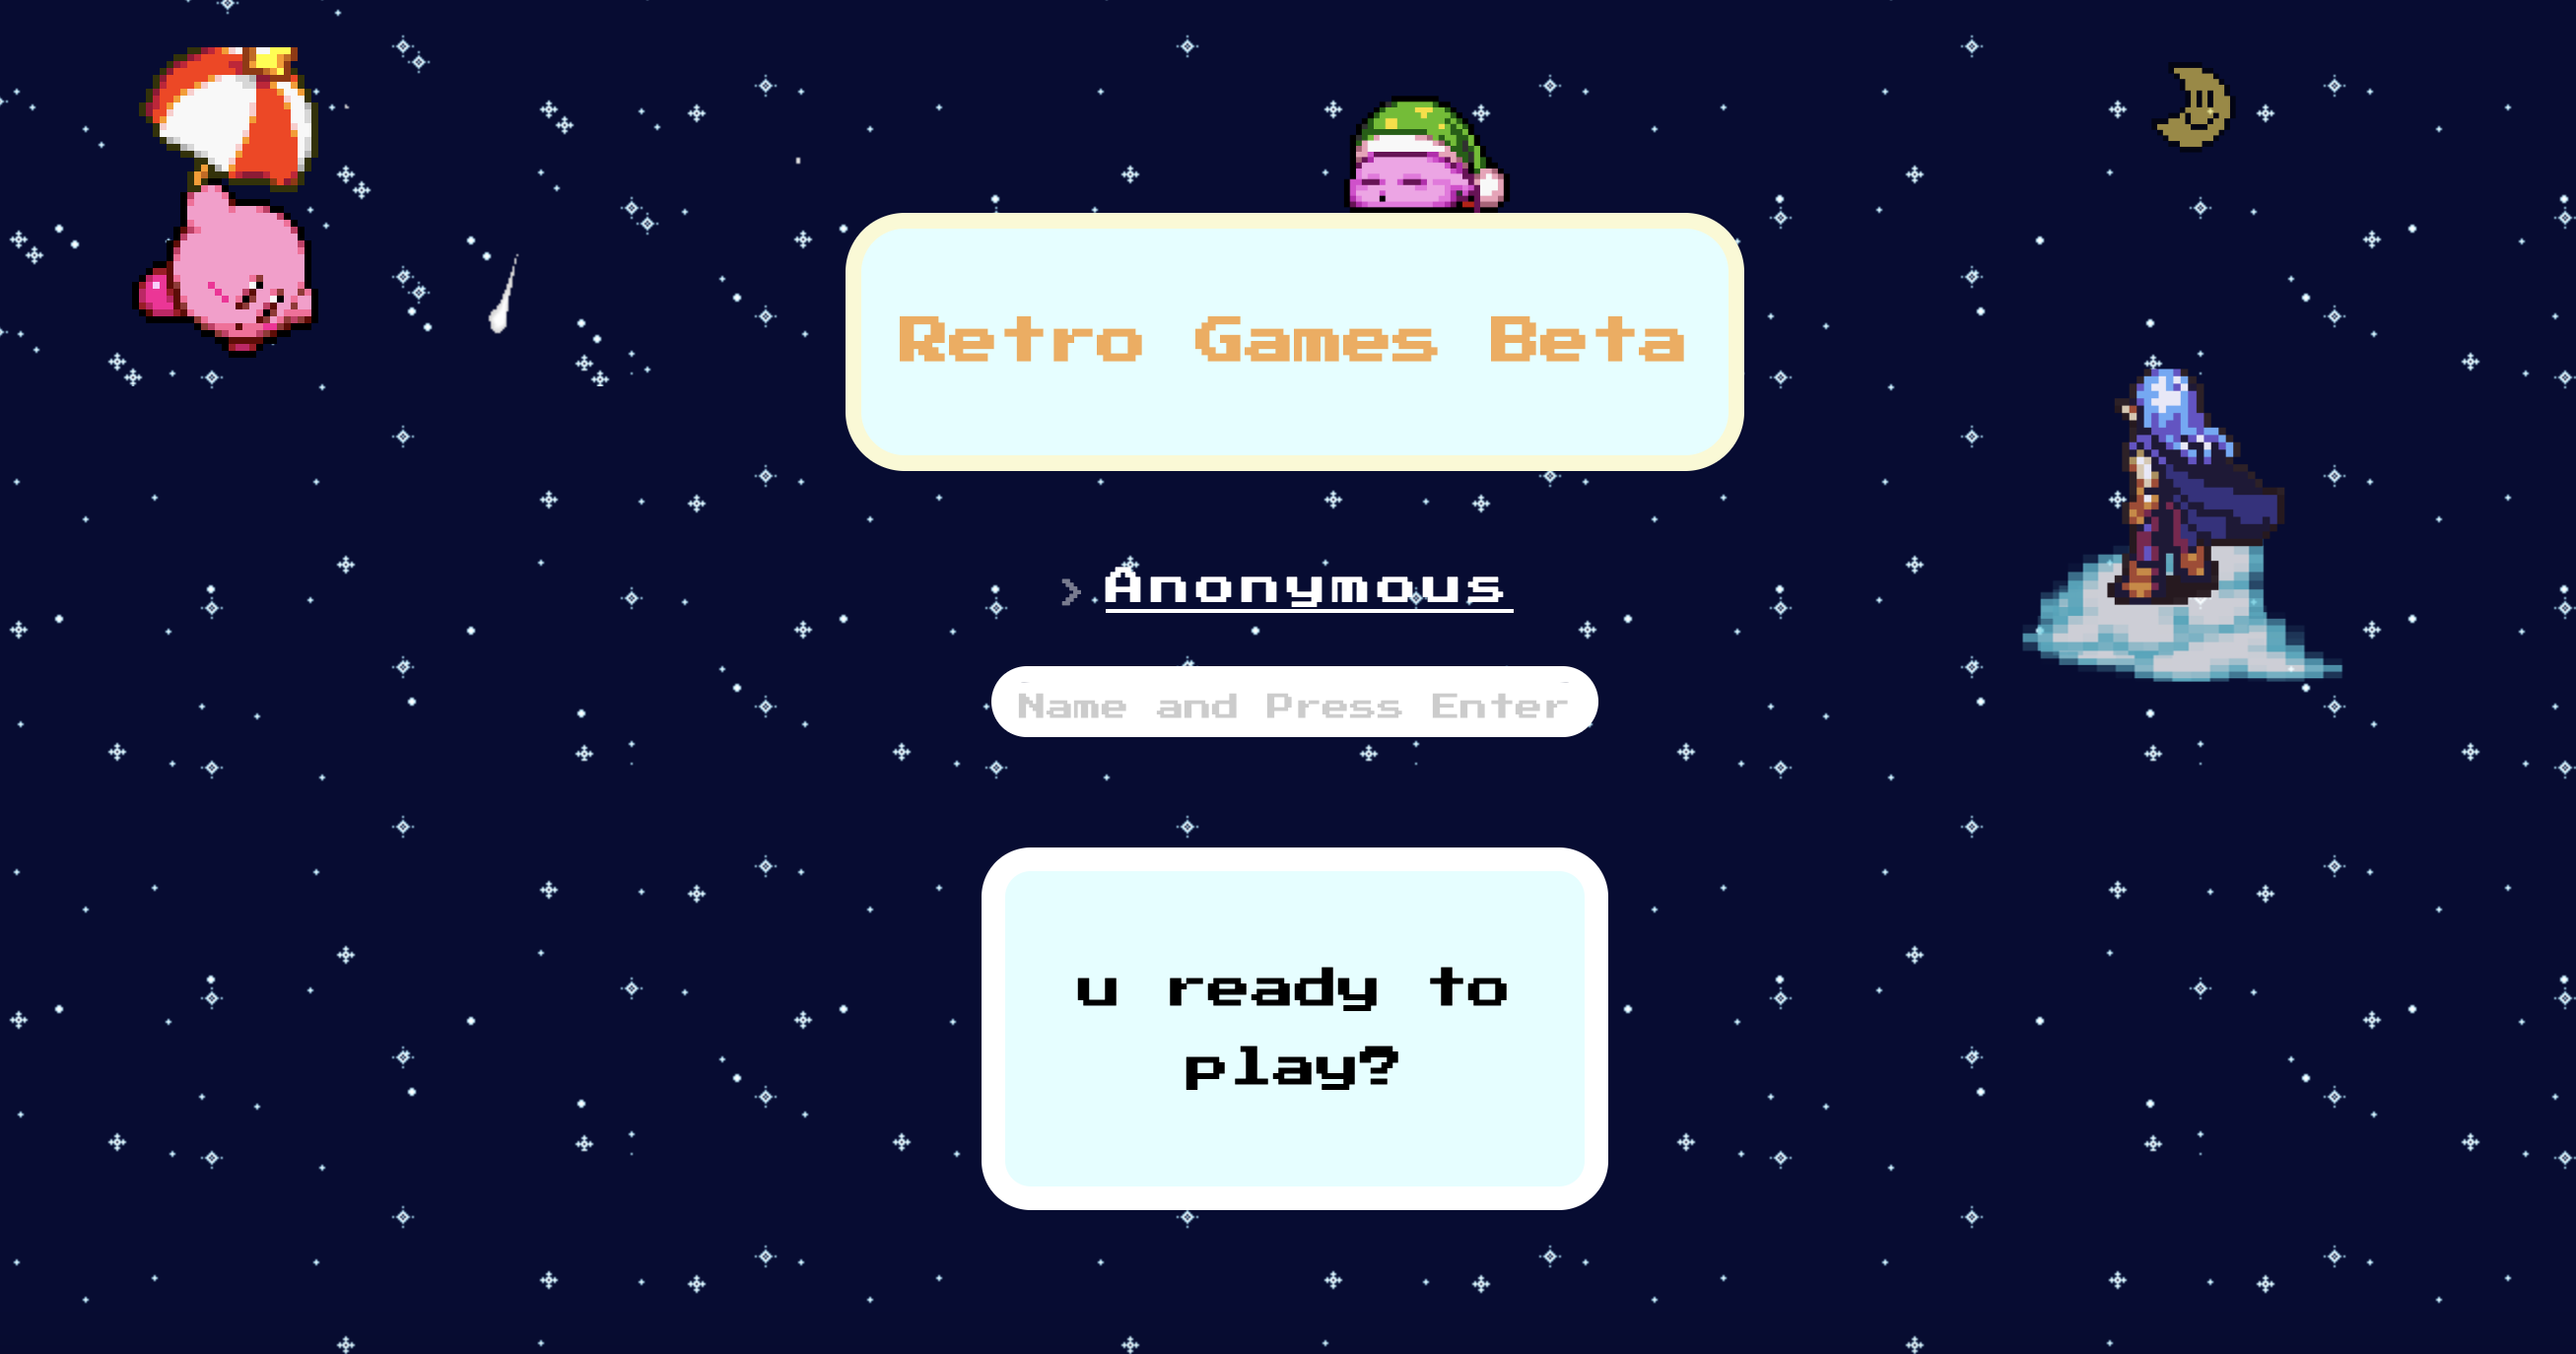 Retro Games Beta
> Anonymous
Name and Press Enter
u ready to
play?